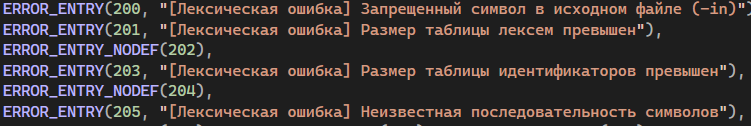 ERROR_ENTRY(200, "[Лексическая ошибка] Запрещенный символ в исходном файле (-in)")
ERROR_ENTRY(201, "[Лексическая ошибка] Размер таблицы лексем превышен"),
ERROR_ENTRY_NODEF(202),
ERROR_ENTRY(203, "[Лексическая ошибка] Размер таблицы идентификаторов превышен"),
ERROR_ENTRY_NODEF(204),
ERROR_ENTRY(205, "[Лексическая ошибка] Неизвестная последовательность символов"),